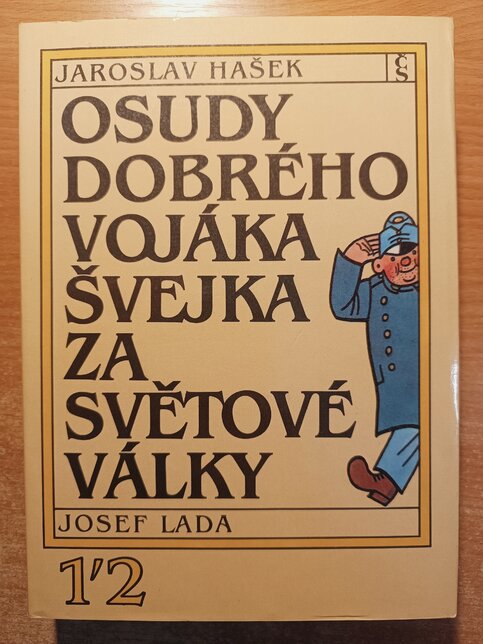 JAROSLAV HAŠEK
ČS
OSUDY
DOBRÉHO
VOJÁKA
ŠVEJKA
ZA
SVĚTOVÉ
VÁLKY
JOSEF LADA
1'2